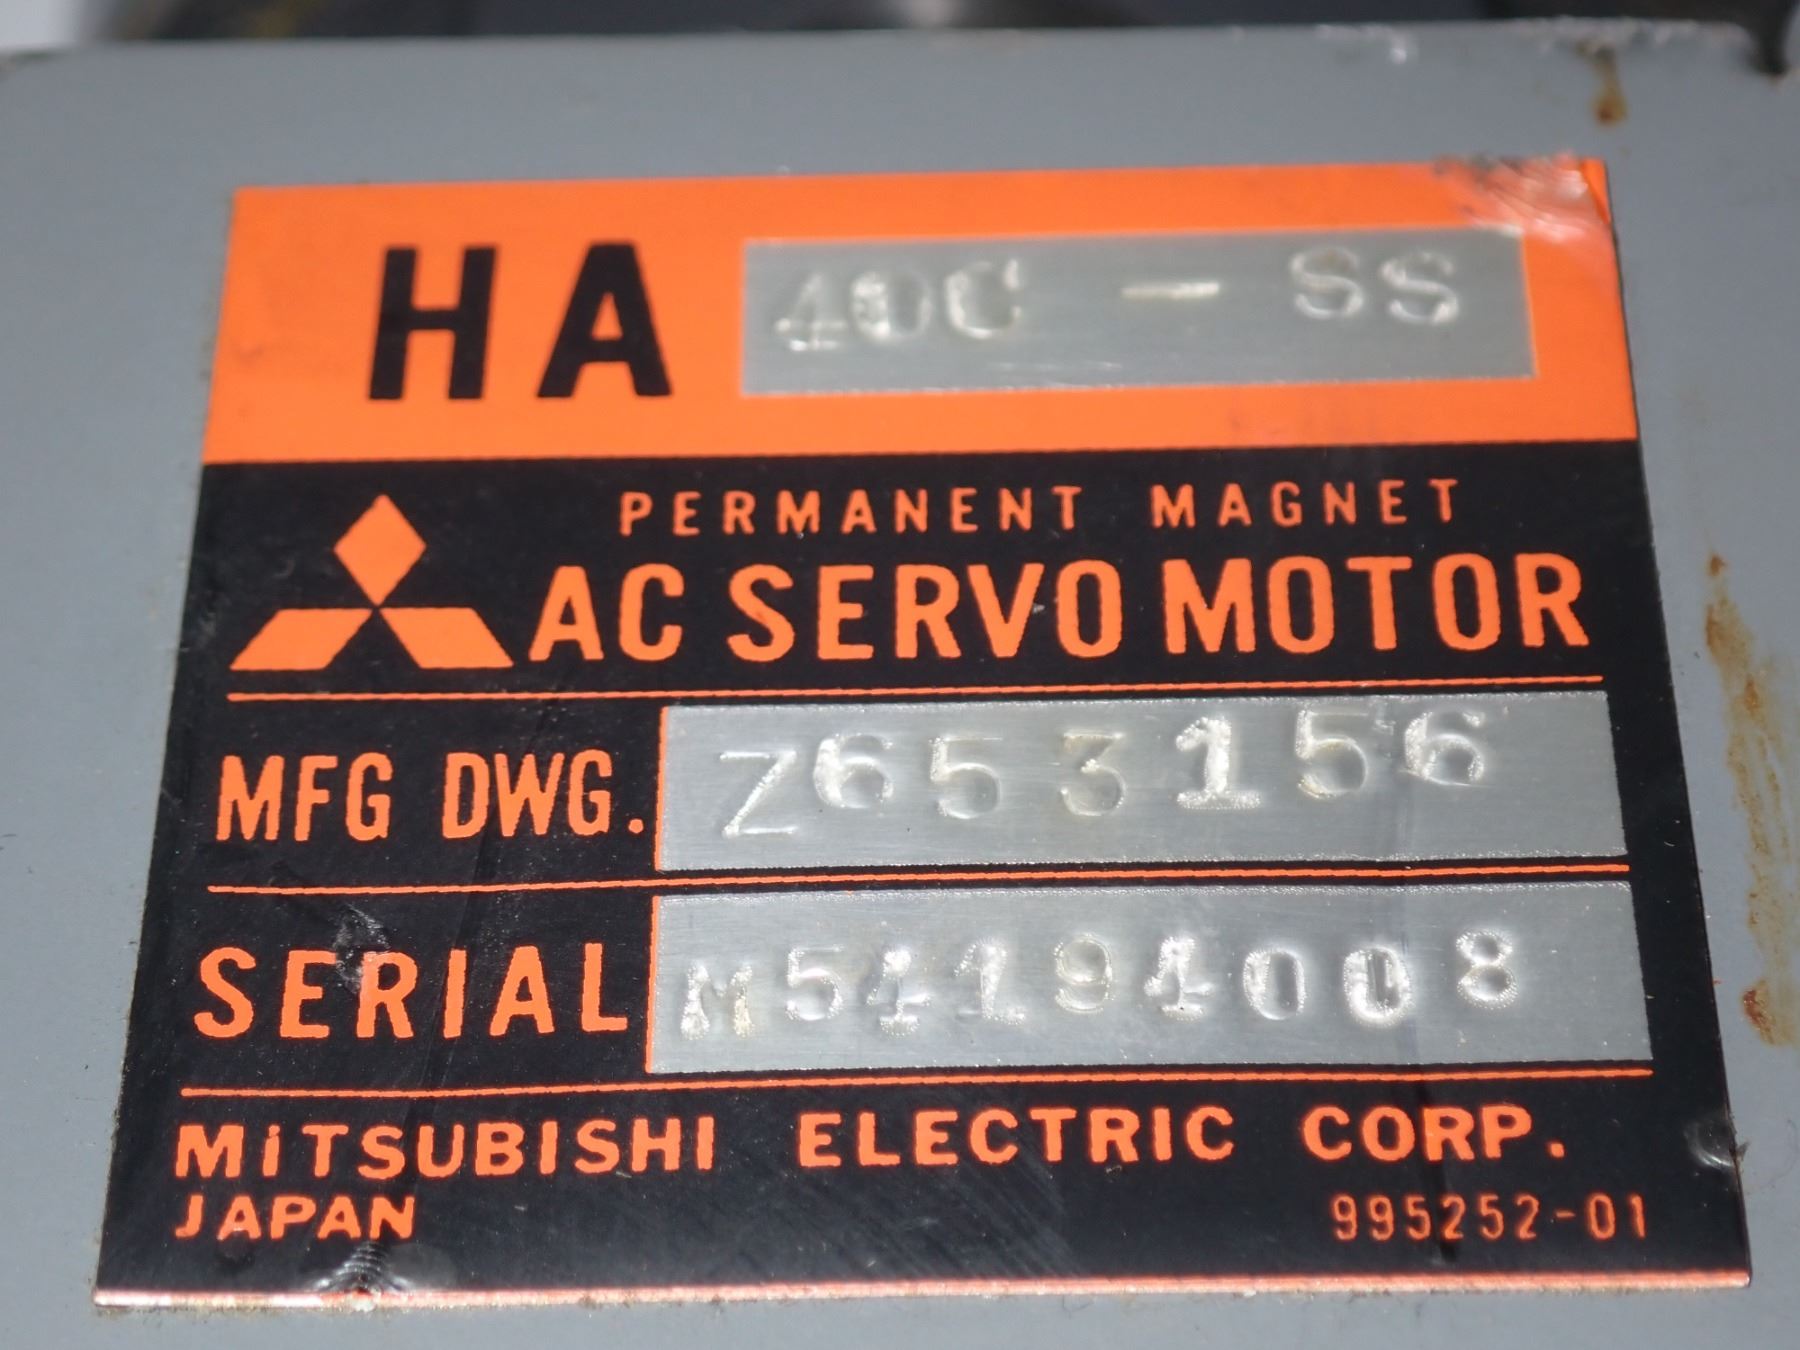 HA 40C - SS
PERMANENT MAGNET
AC SERVO MOTOR
MFG DWG. Z653156
SERIAL M54194008
MITSUBISHI ELECTRIC CORP.
JAPAN 995252-01